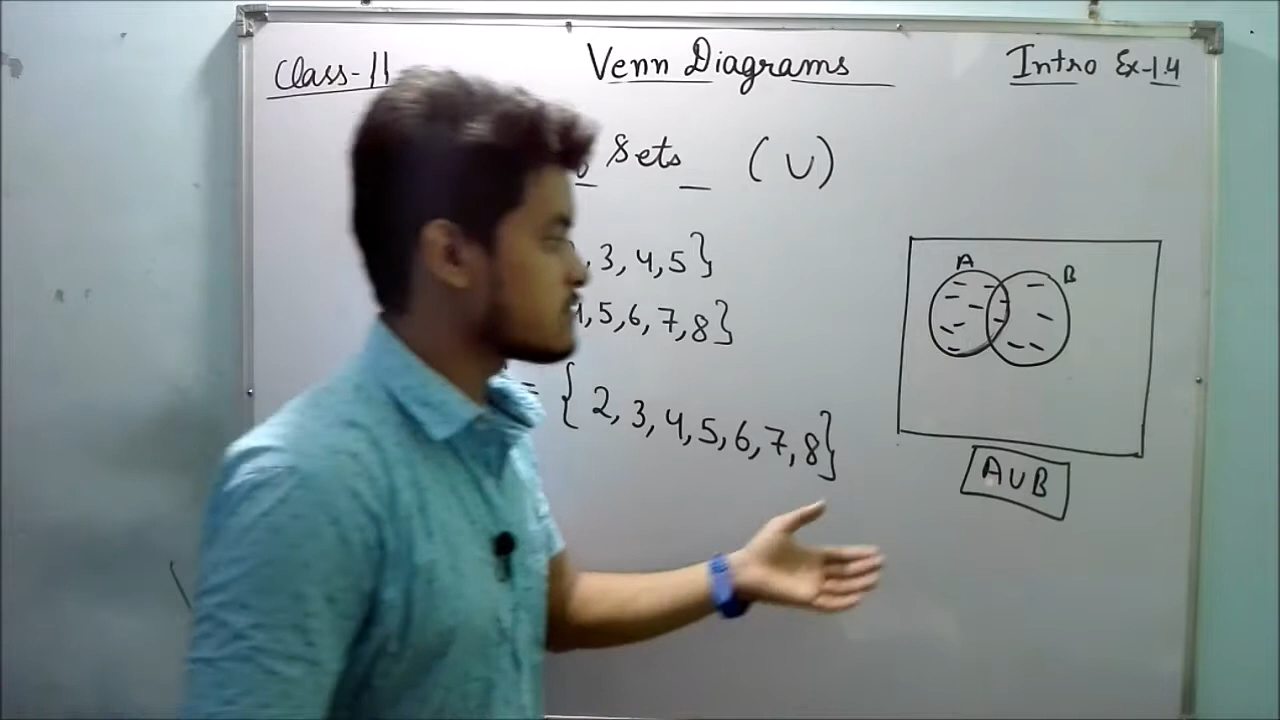 Class-11 Venn Diagrams Intro Ex-1.4
Sets (U)
, 3, 4, 5}
, 5, 6, 7, 8}
= { 2, 3, 4, 5, 6, 7, 8}
A B
A∪B